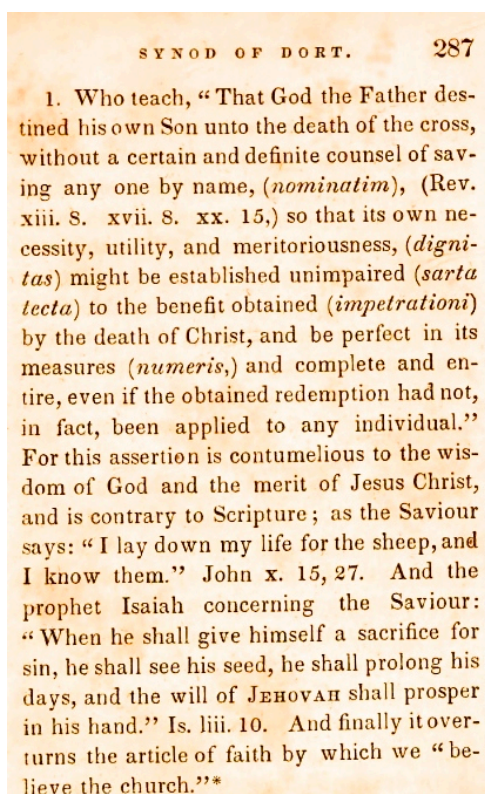 SYNOD OF DORT. 287
1. Who teach, “That God the Father des-
tined his own Son unto the death of the cross,
without a certain and definite counsel of sav-
ing any one by name, (nominatim), (Rev.
xiii. 8. xvii. 8. xx. 15,) so that its own ne-
cessity, utility, and meritoriousness, (digni-
tas) might be established unimpaired (sarta
tecta) to the benefit obtained (impetrationi)
by the death of Christ, and be perfect in its
measures (numeris,) and complete and en-
tire, even if the obtained redemption had not,
in fact, been applied to any individual.”
For this assertion is contumelious to the wis-
dom of God and the merit of Jesus Christ,
and is contrary to Scripture; as the Saviour
says: “I lay down my life for the sheep, and
I know them.” John x. 15, 27. And the
prophet Isaiah concerning the Saviour:
“When he shall give himself a sacrifice for
sin, he shall see his seed, he shall prolong his
days, and the will of JEHOVAH shall prosper
in his hand.” Is. liii. 10. And finally it over-
turns the article of faith by which we “be-
lieve the church.”*